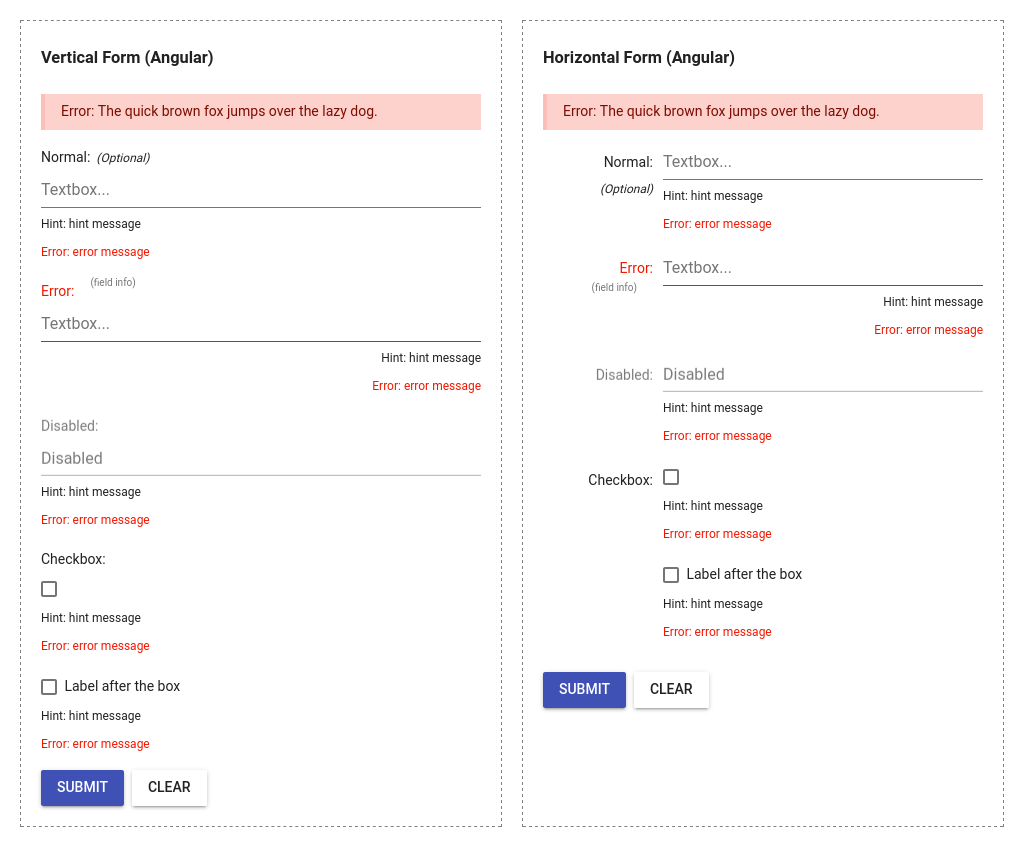 Vertical Form (Angular)
Error: The quick brown fox jumps over the lazy dog.
Normal: (Optional)
Textbox...
Hint: hint message
Error: error message
Error: (field info)
Textbox...
Hint: hint message
Error: error message
Disabled:
Disabled
Hint: hint message
Error: error message
Checkbox:
Hint: hint message
Error: error message
Label after the box
Hint: hint message
Error: error message
SUBMIT CLEAR
Horizontal Form (Angular)
Error: The quick brown fox jumps over the lazy dog.
Normal: Textbox...
(Optional) Hint: hint message
Error: error message
Error: Textbox...
(field info)
Hint: hint message
Error: error message
Disabled: Disabled
Hint: hint message
Error: error message
Checkbox:
Hint: hint message
Error: error message
Label after the box
Hint: hint message
Error: error message
SUBMIT CLEAR